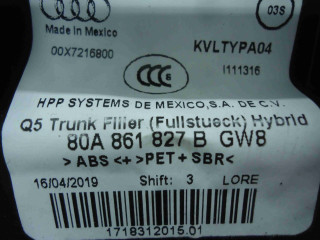 03S
Made in Mexico
KVLTYPA04
00X7216800
I111316
CCC
HPP SYSTEMS DE MEXICO,S.A. DE C.V.
Q5 Trunk Filler (Fullstueck) Hybrid
80A 861 827 B GW8
>ABS <+>PET+SBR<
16/04/2019 Shift: 3 LORE
1718312015.01